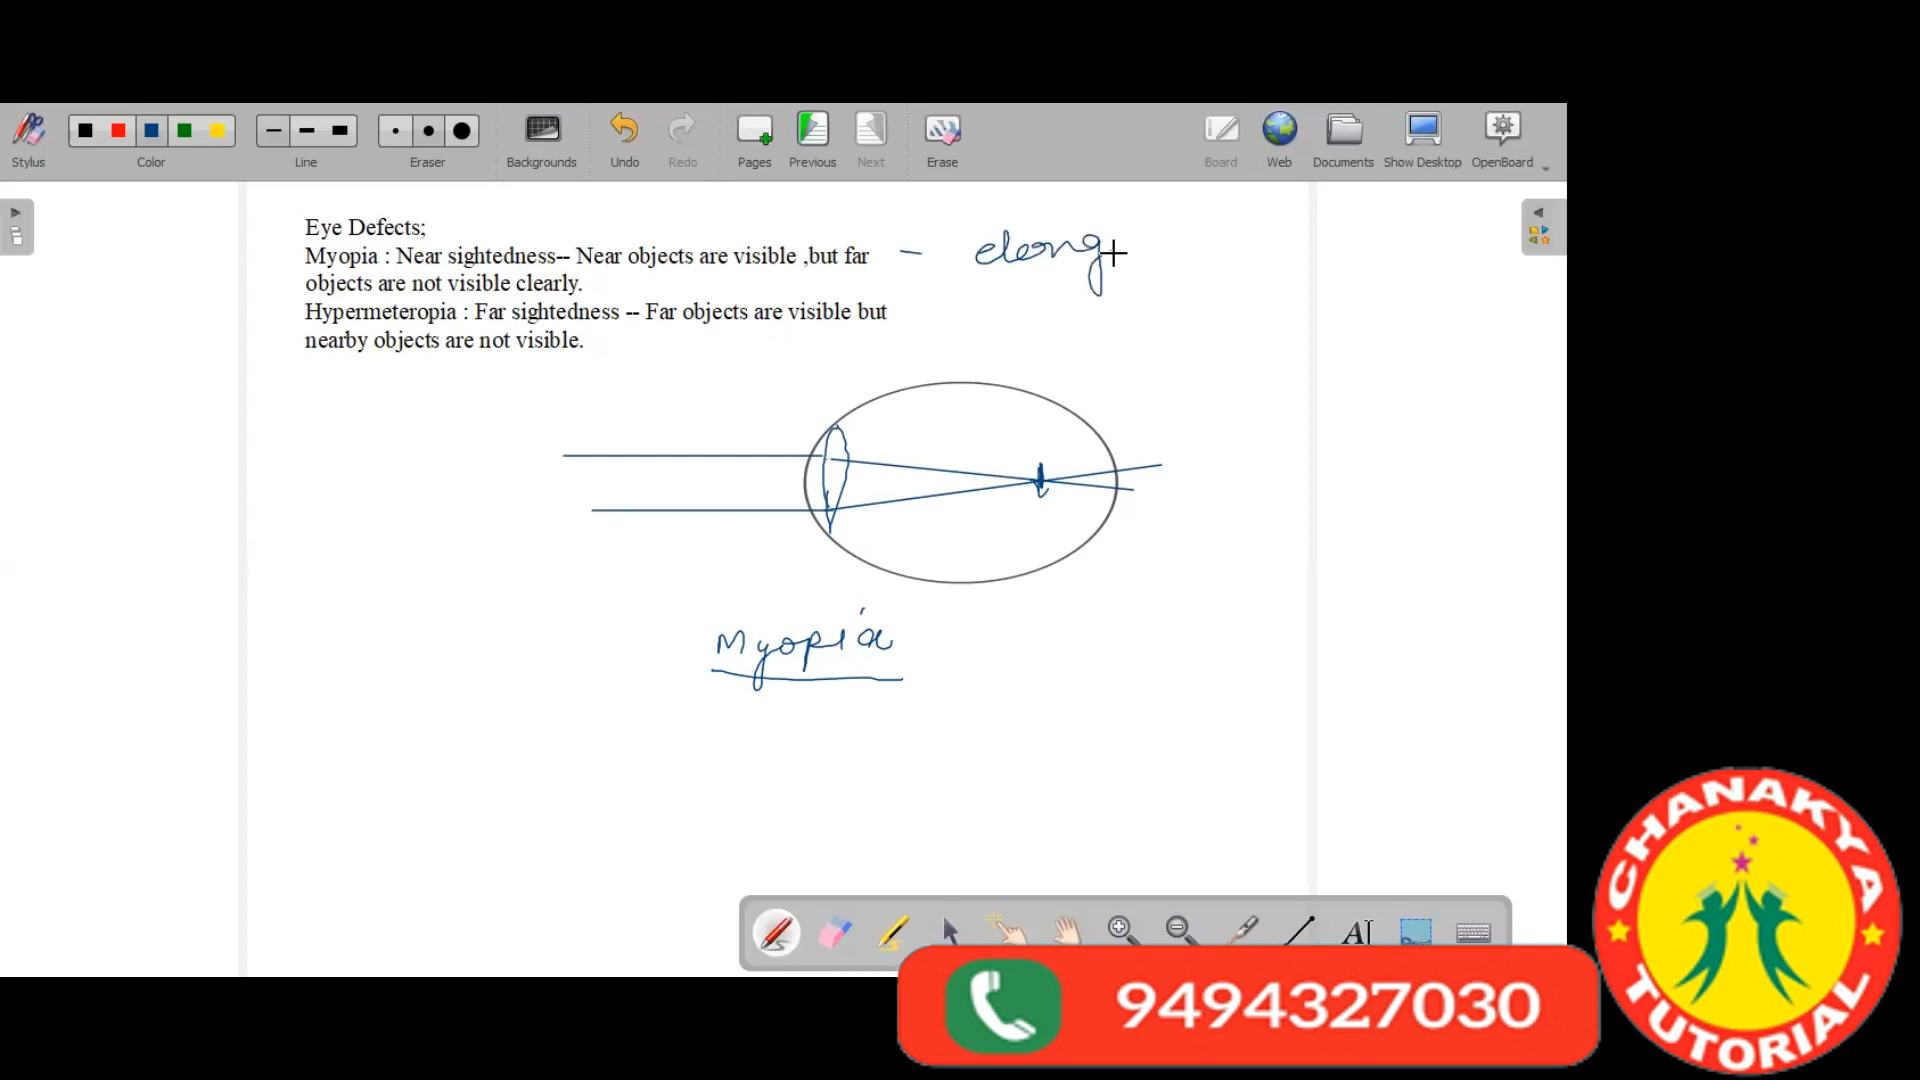 Stylus
Color
Line
Eraser
Backgrounds
Undo
Redo
Pages
Previous
Next
Erase
Board
Web
Documents
Show Desktop
OpenBoard
Eye Defects;
Myopia : Near sightedness-- Near objects are visible ,but far
objects are not visible clearly.
Hypermeteropia : Far sightedness -- Far objects are visible but
nearby objects are not visible.
- elong
Myopia
9494327030
CHANAKYA
TUTORIAL